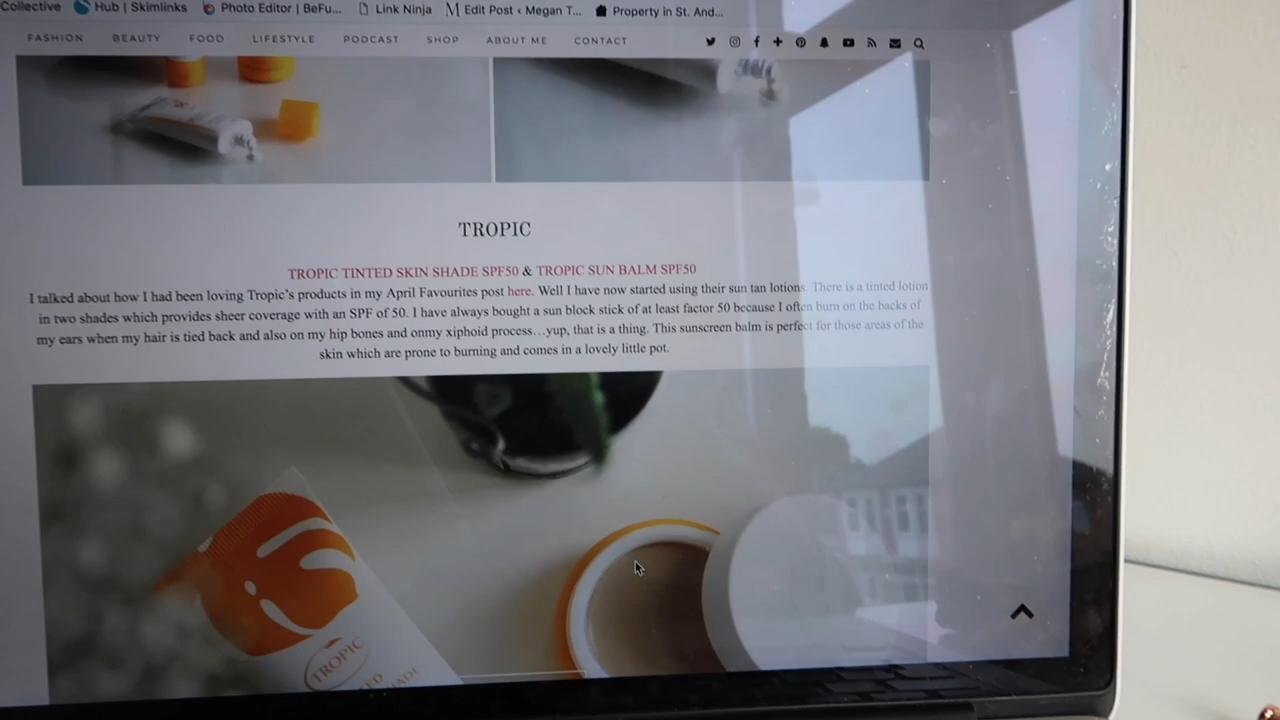 Collective Hub | Skimlinks Photo Editor | BeFu... Link Ninja Edit Post ‹ Megan T... Property in St. And...
FASHION BEAUTY FOOD LIFESTYLE PODCAST SHOP ABOUT ME CONTACT
TROPIC
TROPIC TINTED SKIN SHADE SPF50 & TROPIC SUN BALM SPF50
I talked about how I had been loving Tropic's products in my April Favourites post here. Well I have now started using their sun tan lotions. There is a tinted lotion
in two shades which provides sheer coverage with an SPF of 50. I have always bought a sun block stick of at least factor 50 because I often burn on the backs of
my ears when my hair is tied back and also on my hip bones and onmy xiphoid process…yup, that is a thing. This sunscreen balm is perfect for those areas of the
skin which are prone to burning and comes in a lovely little pot.
TROPIC